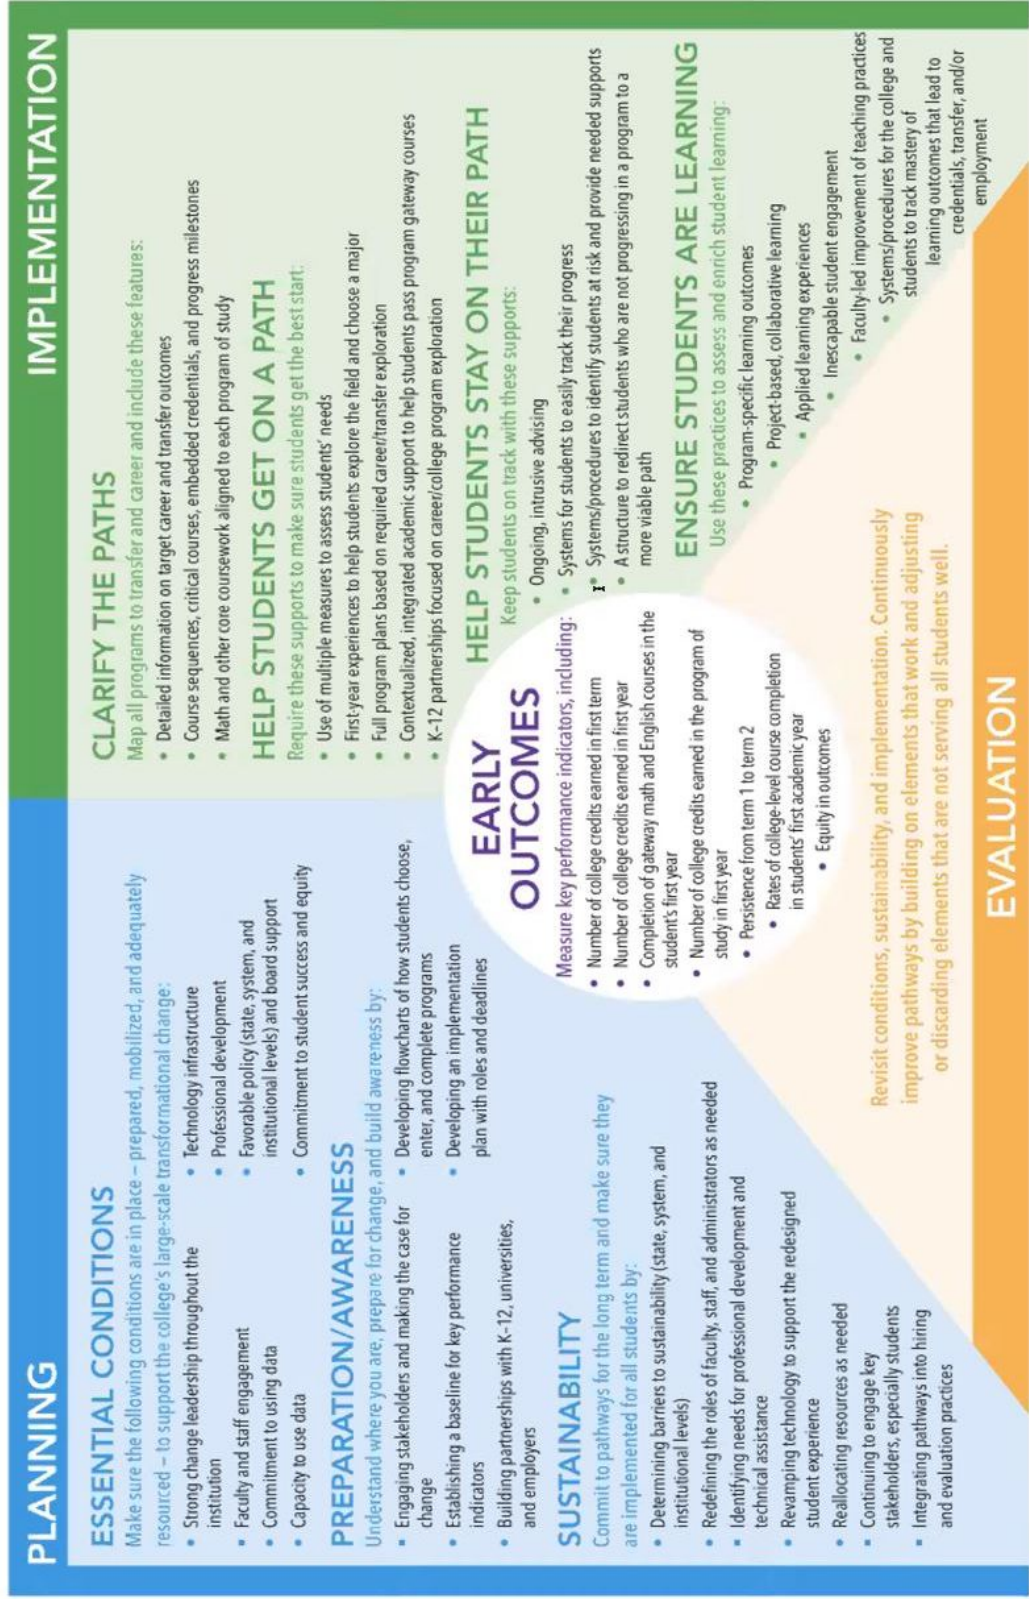 PLANNING
ESSENTIAL CONDITIONS
Make sure the following conditions are in place – prepared, mobilized, and adequately
resourced – to support the college's large-scale transformational change:
• Strong change leadership throughout the
institution
• Faculty and staff engagement
• Commitment to using data
• Capacity to use data
• Technology infrastructure
• Professional development
• Favorable policy (state, system, and
institutional levels) and board support
• Commitment to student success and equity
PREPARATION/AWARENESS
Understand where you are, prepare for change, and build awareness by:
• Engaging stakeholders and making the case for
change
• Establishing a baseline for key performance
indicators
• Building partnerships with K–12, universities,
and employers
• Developing flowcharts of how students choose,
enter, and complete programs
• Developing an implementation
plan with roles and deadlines
SUSTAINABILITY
Commit to pathways for the long term and make sure they
are implemented for all students by:
• Determining barriers to sustainability (state, system, and
institutional levels)
• Redefining the roles of faculty, staff, and administrators as needed
• Identifying needs for professional development and
technical assistance
• Revamping technology to support the redesigned
student experience
• Reallocating resources as needed
• Continuing to engage key
stakeholders, especially students
• Integrating pathways into hiring
and evaluation practices
IMPLEMENTATION
CLARIFY THE PATHS
Map all programs to transfer and career and include these features:
• Detailed information on target career and transfer outcomes
• Course sequences, critical courses, embedded credentials, and progress milestones
• Math and other core coursework aligned to each program of study
HELP STUDENTS GET ON A PATH
Require these supports to make sure students get the best start:
• Use of multiple measures to assess students' needs
• First-year experiences to help students explore the field and choose a major
• Full program plans based on required career/transfer exploration
• Contextualized, integrated academic support to help students pass program gateway courses
• K–12 partnerships focused on career/college program exploration
HELP STUDENTS STAY ON THEIR PATH
Keep students on track with these supports:
• Ongoing, intrusive advising
• Systems for students to easily track their progress
• Systems/procedures to identify students at risk and provide needed supports
• A structure to redirect students who are not progressing in a program to a
more viable path
ENSURE STUDENTS ARE LEARNING
Use these practices to assess and enrich student learning:
• Program-specific learning outcomes
• Project-based, collaborative learning
• Applied learning experiences
• Inescapable student engagement
• Faculty-led improvement of teaching practices
• Systems/procedures for the college and
students to track mastery of
learning outcomes that lead to
credentials, transfer, and/or
employment
EARLY
OUTCOMES
Measure key performance indicators, including:
• Number of college credits earned in first term
• Number of college credits earned in first year
• Completion of gateway math and English courses in the
student's first year
• Number of college credits earned in the program of
study in first year
• Persistence from term 1 to term 2
• Rates of college-level course completion
in students' first academic year
• Equity in outcomes
Revisit conditions, sustainability, and implementation. Continuously
improve pathways by building on elements that work and adjusting
or discarding elements that are not serving all students well.
EVALUATION